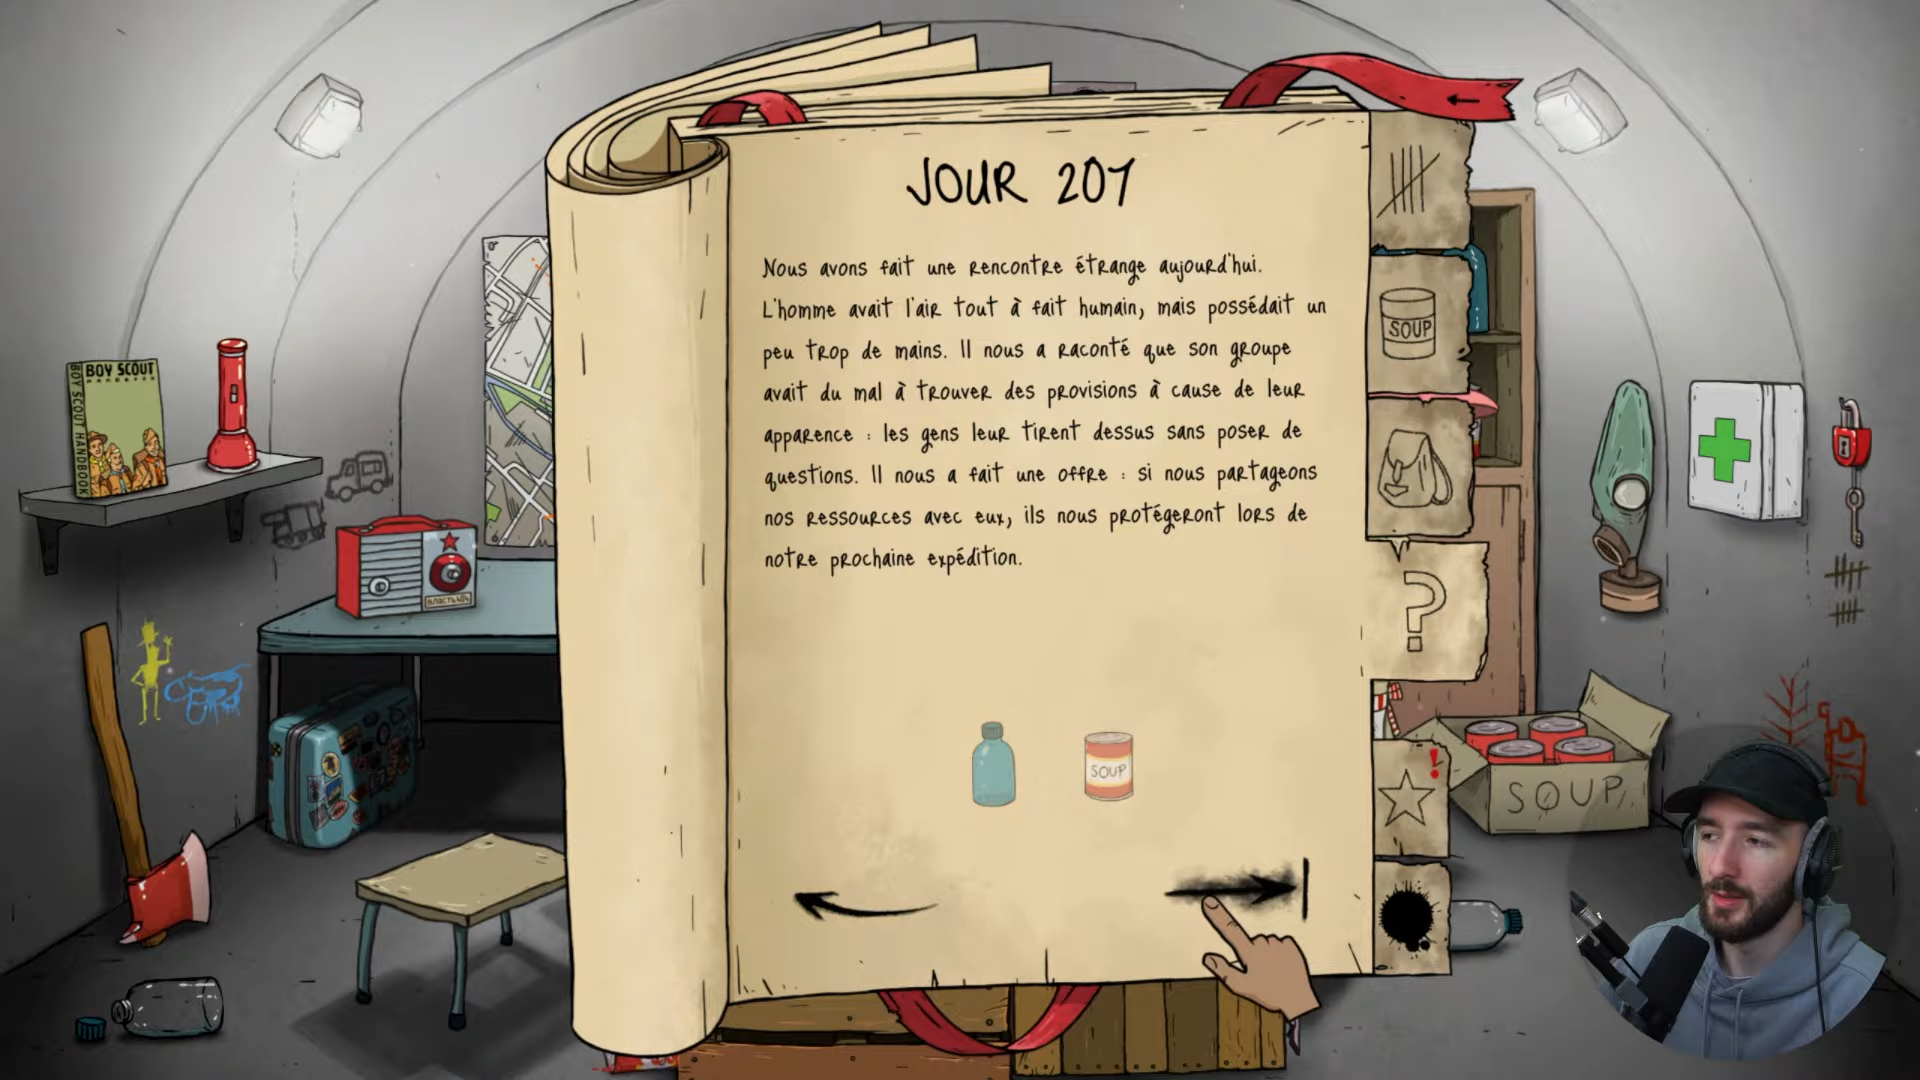 JOUR 207
Nous avons fait une rencontre étrange aujourd'hui.
L'homme avait l'air tout à fait humain, mais possédait un
peu trop de mains. Il nous a raconté que son groupe
avait du mal à trouver des provisions à cause de leur
apparence : les gens leur tirent dessus sans poser de
questions. Il nous a fait une offre : si nous partageons
nos ressources avec eux, ils nous protégeront lors de
notre prochaine expédition.
SOUP
SOUP
BOY SCOUT
HANDBOOK
BOY SCOUT HANDBOOK
SOUP